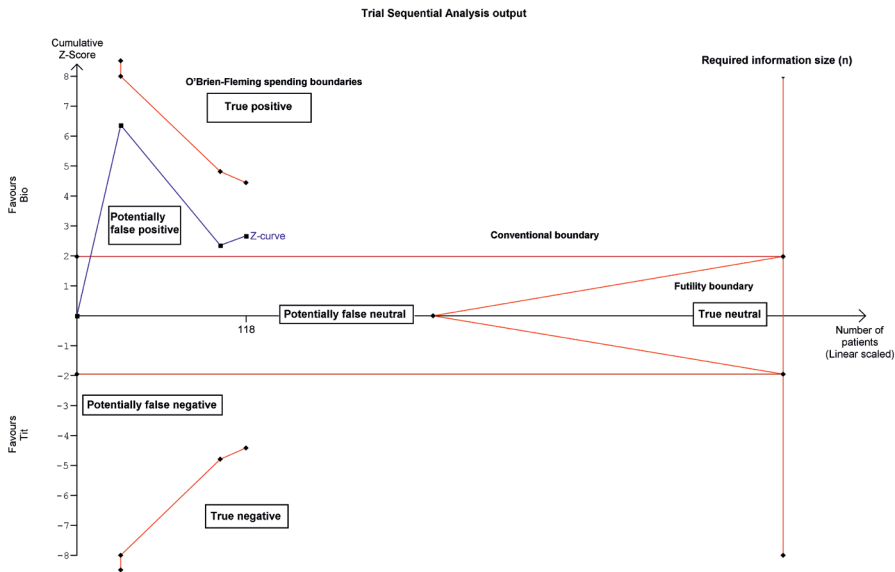 Trial Sequential Analysis output
Cumulative
Z-Score
Required information size (n)
8
O'Brien-Fleming spending boundaries
True positive
7
6
5
4
Favours
Bio
Potentially
false positive
3
Z-curve
Conventional boundary
2
1
Futility boundary
Potentially false neutral
True neutral
118
Number of
patients
(Linear scaled)
-1
-2
Potentially false negative
-3
-4
Favours
Tit
-5
-6
True negative
-7
-8